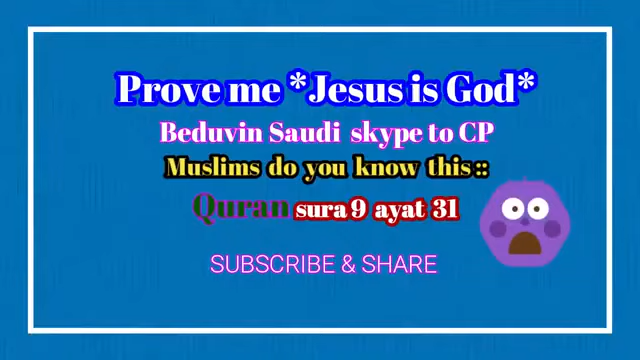 Prove me *Jesus is God*
Beduvin Saudi skype to CP
Muslims do you know this ::
Quran sura 9 ayat 31
SUBSCRIBE & SHARE